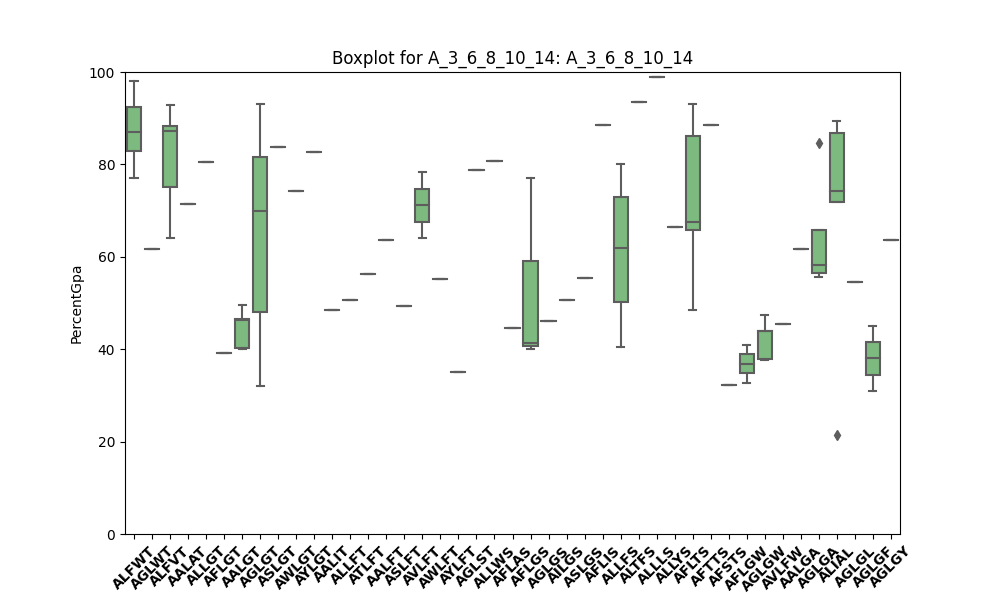 Boxplot for A_3_6_8_10_14: A_3_6_8_10_14
PercentGpa
100
80
60
40
20
0
ALFWT
AGLWT
ALFVT
AALAT
ALLGT
AFLGT
AALGT
AGLGT
ASLGT
AWLGT
AYLGT
AALIT
ALLFT
ATLFT
AALFT
ASLFT
AVLFT
AWLFT
AYLFT
AGLST
ALLWS
AFLAS
AFLGS
AGLGS
AILGS
ASLGS
AFLIS
ALLFS
ALTFS
ALLLS
ALLYS
AFLTS
AFTTS
AFSTS
AFLGW
AGLGW
AVLFW
AALGA
AGLGA
ALIAL
AGLGL
AGLGF
AGLGY